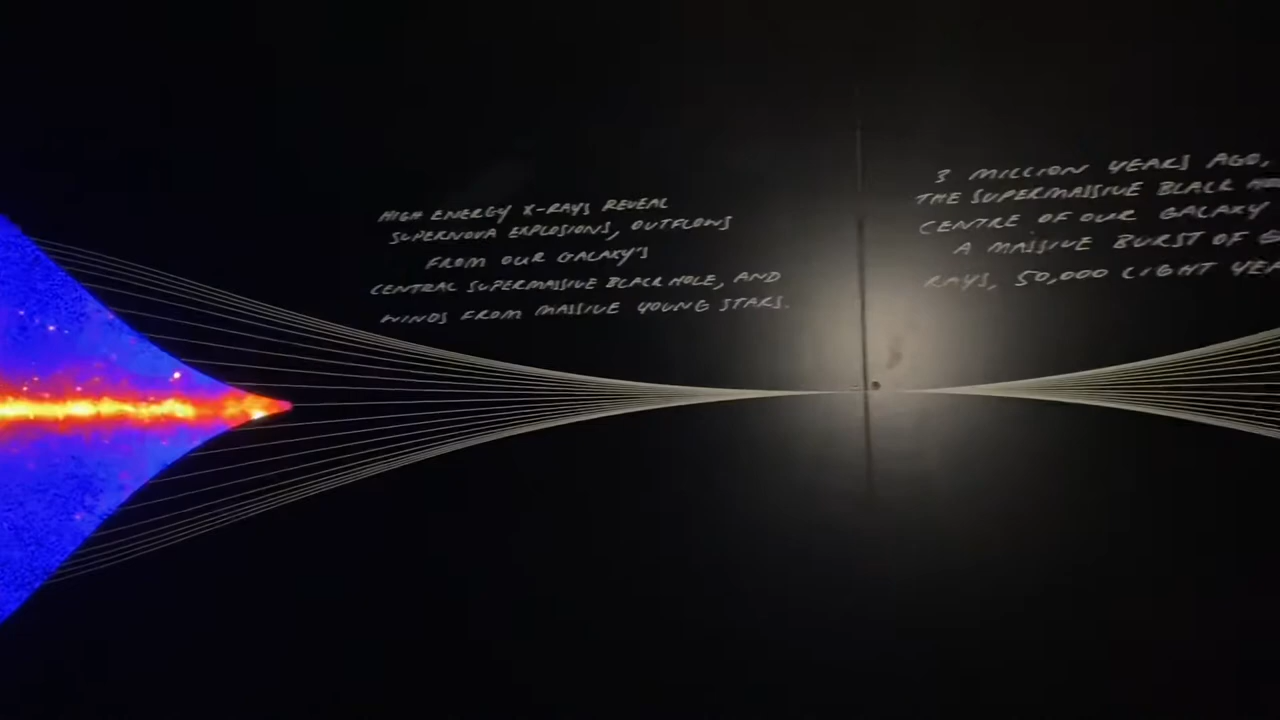 HIGH ENERGY X-RAYS REVEAL
SUPERNOVA EXPLOSIONS, OUTFLOWS
FROM OUR GALAXY'S
CENTRAL SUPERMASSIVE BLACK HOLE, AND
WINDS FROM MASSIVE YOUNG STARS.
3 MILLION YEARS AGO,
THE SUPERMASSIVE BLACK
CENTRE OF OUR GALAXY
A MASSIVE BURST OF
RAYS, 50,000 LIGHT